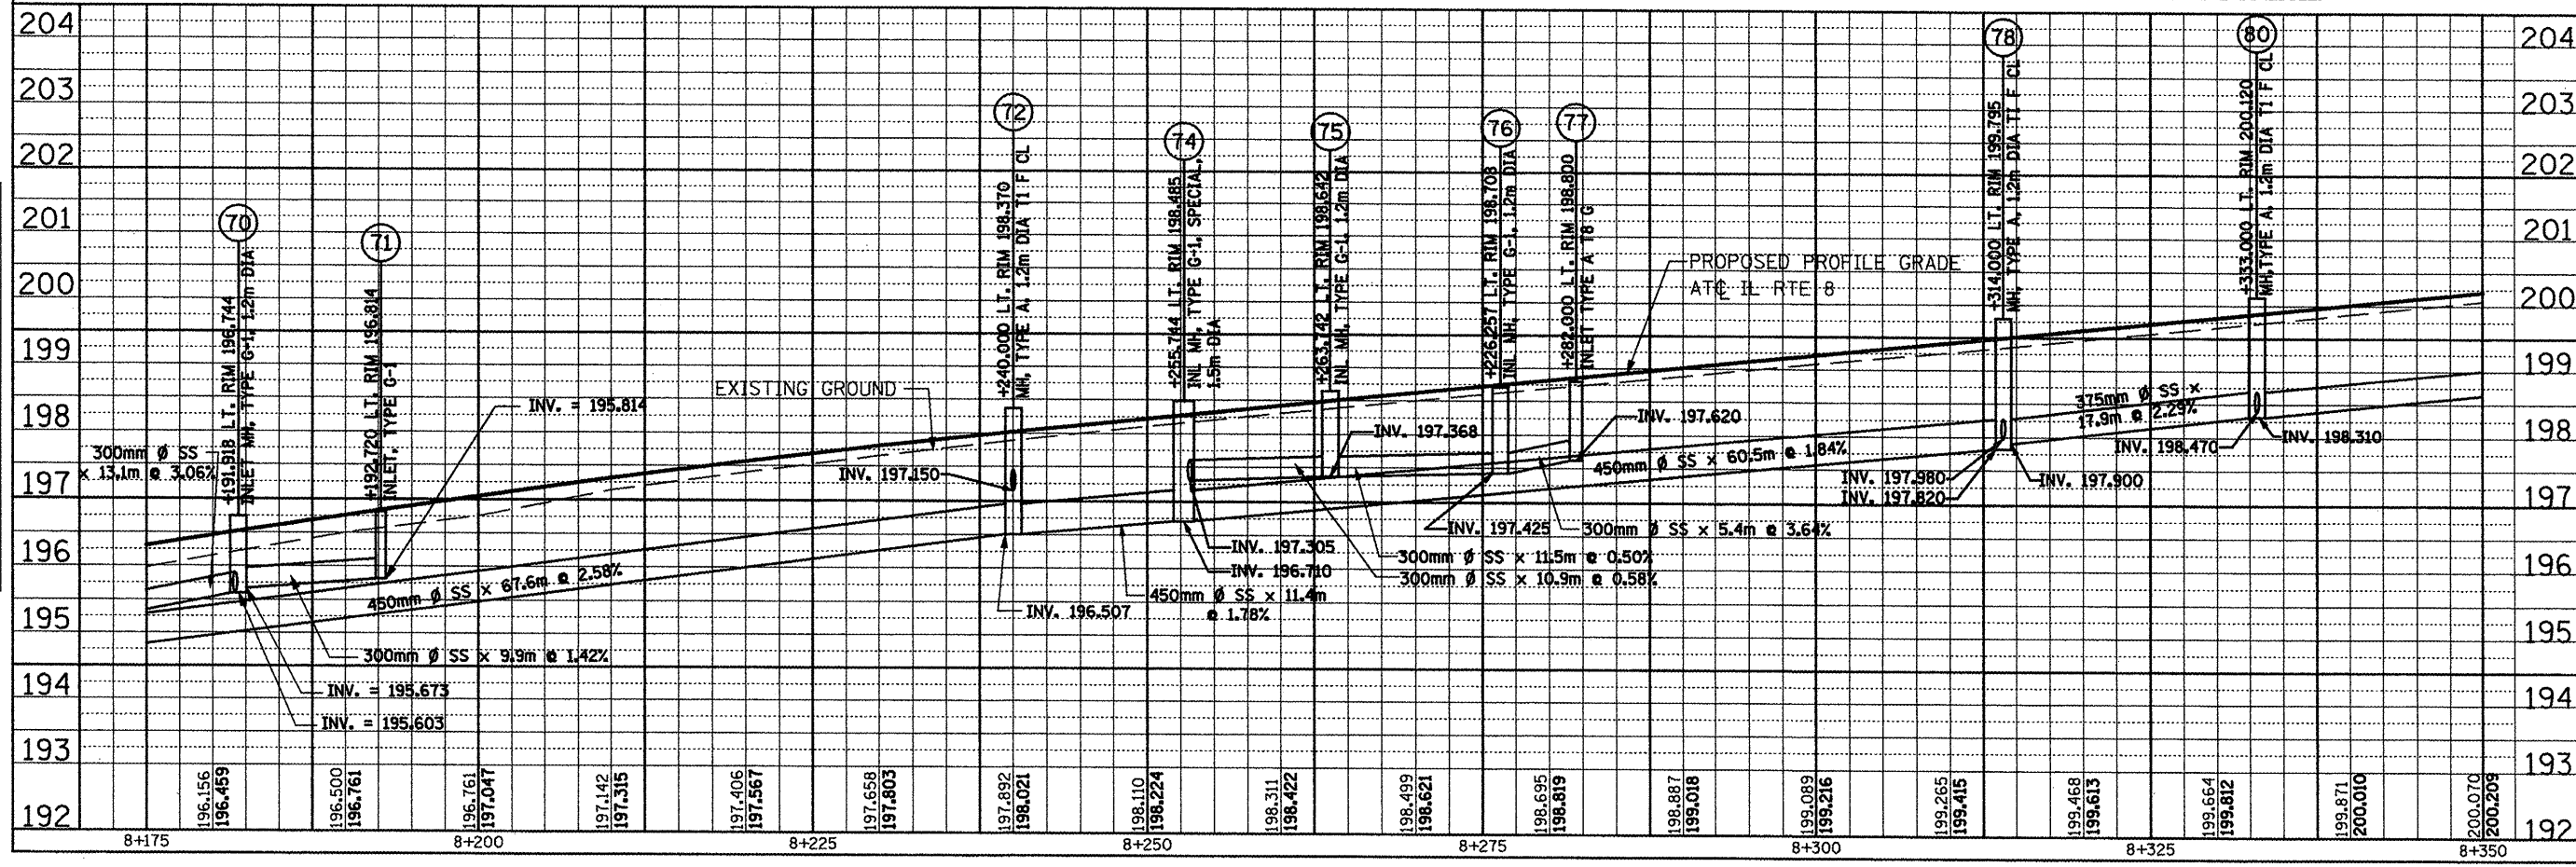 204
203
202
201
200
199
198
197
196
195
194
193
192
204
203
202
201
200
199
198
197
196
195
194
193
192
70
+191.918 LT. RIM 196.744
INLET MH, TYPE G-1, 1.2m DIA
71
+192.720 LT. RIM 196.814
INLET, TYPE G-1
72
+240.000 LT. RIM 198.370
MH, TYPE A, 1.2m DIA T1 F CL
74
+255.744 LT. RIM 198.485
INL MH, TYPE G-1, SPECIAL,
1.5m DIA
75
+263.742 LT. RIM 198.642
INL MH, TYPE G-1, 1.2m DIA
76
+226.257 LT. RIM 198.708
INL MH, TYPE G-1, 1.2m DIA
77
+282.000 LT. RIM 198.800
INLET TYPE A T8 G
78
+314.000 LT. RIM 199.795
MH, TYPE A, 1.2m DIA T1 F CL
80
+333.000 LT. RIM 200.120
MH, TYPE A, 1.2m DIA T1 F CL
PROPOSED PROFILE GRADE
AT ℄ IL RTE 8
EXISTING GROUND
INV. = 195.814
300mm Ø SS
x 13.1m @ 3.06%
INV. 197.150
INV. 197.368
INV. 197.620
375mm Ø SS x
17.9m @ 2.29%
INV. 198.470
INV. 198.310
450mm Ø SS x 60.5m @ 1.84%
INV. 197.980
INV. 197.820
INV. 197.900
INV. 197.425
300mm Ø SS x 5.4m @ 3.64%
INV. 197.305
300mm Ø SS x 11.5m @ 0.50%
INV. 196.710
300mm Ø SS x 10.9m @ 0.58%
450mm Ø SS x 67.6m @ 2.58%
450mm Ø SS x 11.4m
@ 1.78%
INV. 196.507
300mm Ø SS x 9.9m @ 1.42%
INV. = 195.673
INV. = 195.603
196.156
196.459
196.500
196.761
196.761
197.047
197.142
197.315
197.406
197.567
197.658
197.803
197.892
198.021
198.110
198.224
198.311
198.422
198.499
198.621
198.695
198.819
198.887
199.018
199.089
199.216
199.265
199.415
199.468
199.613
199.664
199.812
199.871
200.010
200.070
200.209
8+175
8+200
8+225
8+250
8+275
8+300
8+325
8+350